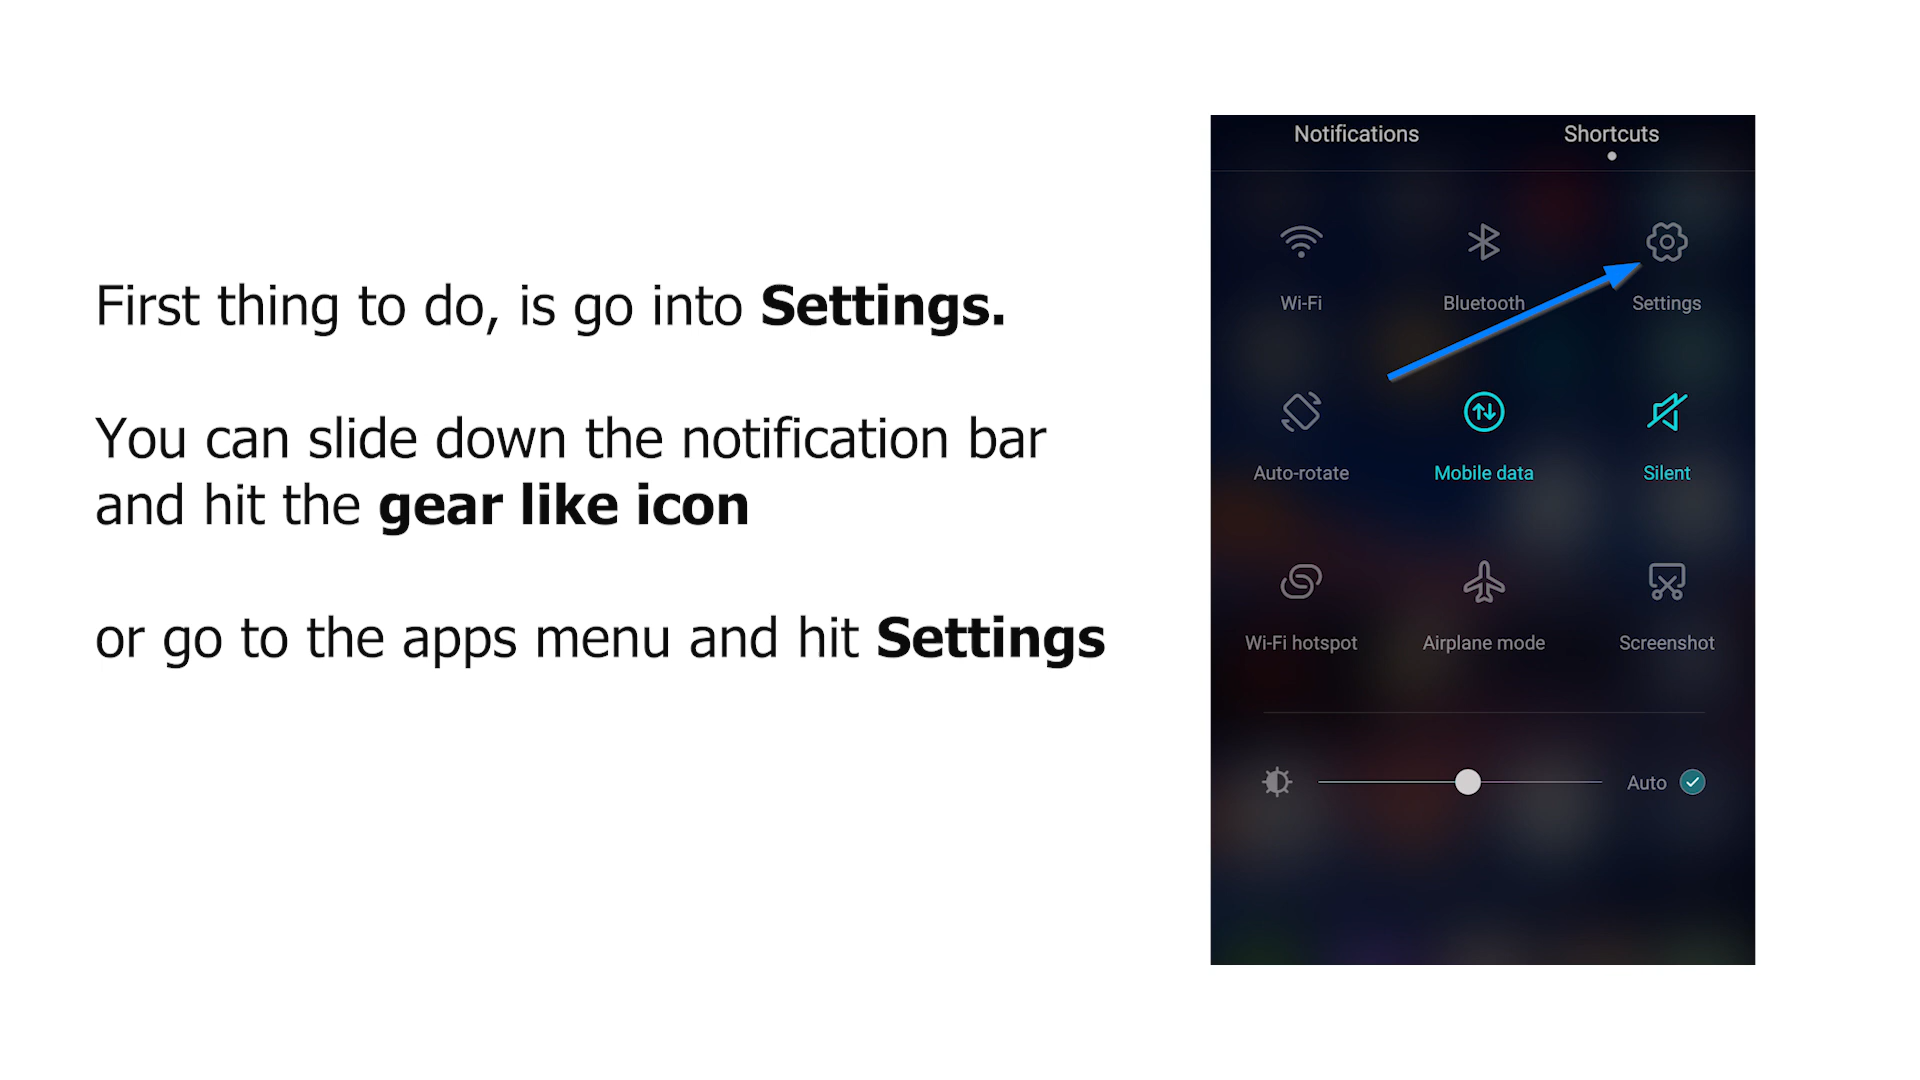 First thing to do, is go into Settings.
You can slide down the notification bar
and hit the gear like icon
or go to the apps menu and hit Settings
Notifications Shortcuts
Wi-Fi Bluetooth Settings
Auto-rotate Mobile data Silent
Wi-Fi hotspot Airplane mode Screenshot
Auto